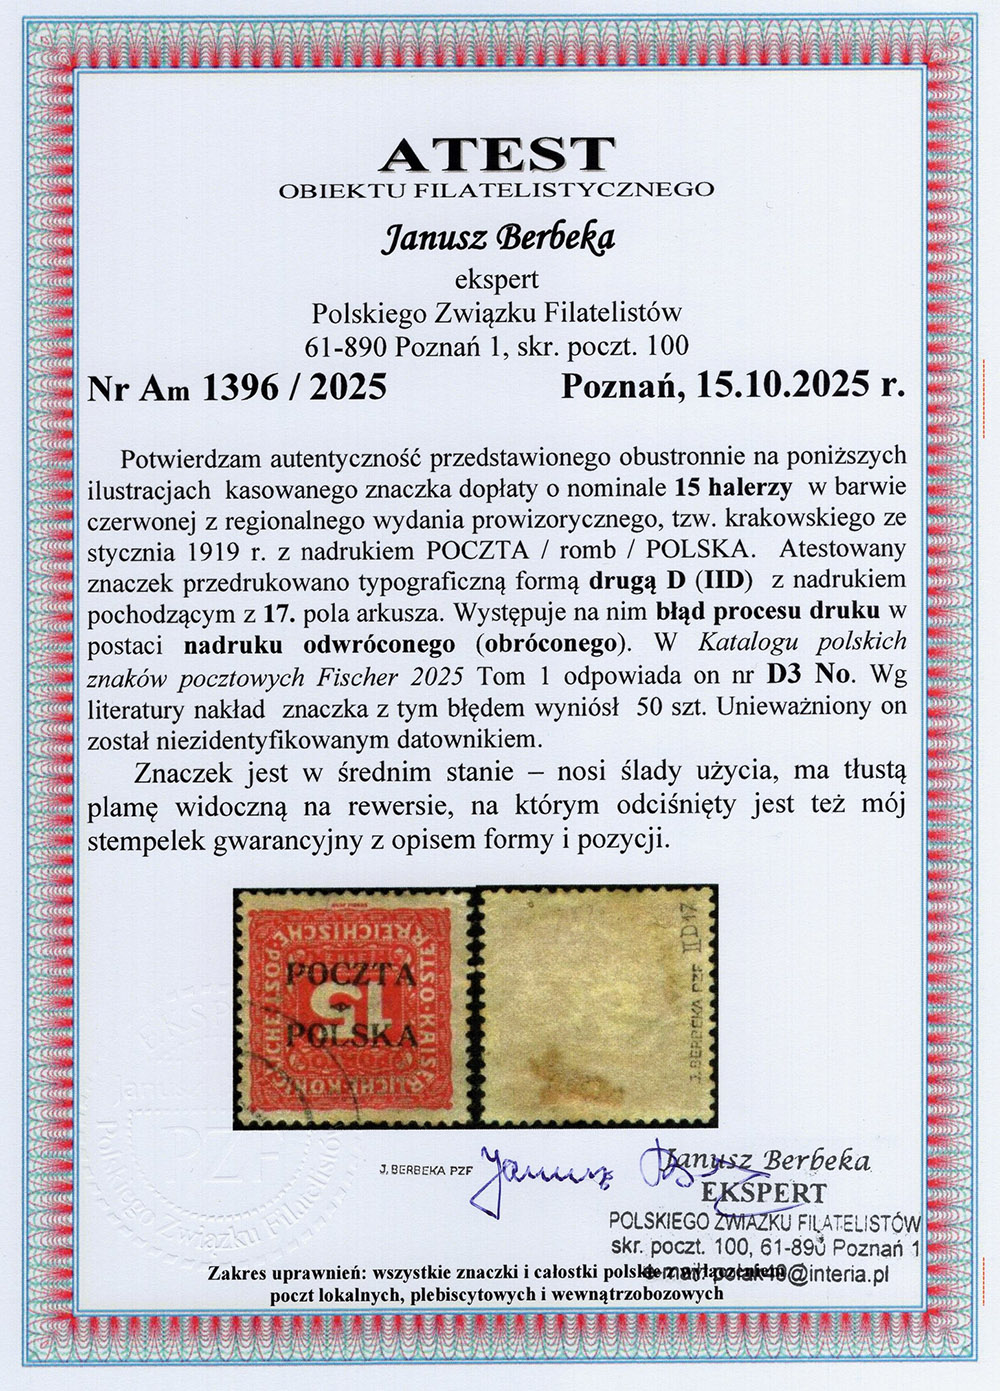 ATEST
OBIEKTU FILATELISTYCZNEGO
Janusz Berbeka
ekspert
Polskiego Związku Filatelistów
61-890 Poznań 1, skr. poczt. 100
Nr Am 1396 / 2025 Poznań, 15.10.2025 r.
Potwierdzam autentyczność przedstawionego obustronnie na poniższych
ilustracjach kasowanego znaczka dopłaty o nominale 15 halerzy w barwie
czerwonej z regionalnego wydania prowizorycznego, tzw. krakowskiego ze
stycznia 1919 r. z nadrukiem POCZTA / romb / POLSKA. Atestowany
znaczek przedrukowano typograficzną formą drugą D (IID) z nadrukiem
pochodzącym z 17. pola arkusza. Występuje na nim błąd procesu druku w
postaci nadruku odwróconego (obróconego). W Katalogu polskich
znaków pocztowych Fischer 2025 Tom 1 odpowiada on nr D3 No. Wg
literatury nakład znaczka z tym błędem wyniósł 50 szt. Unieważniony on
został niezidentyfikowanym datownikiem.
Znaczek jest w średnim stanie – nosi ślady użycia, ma tłustą
plamę widoczną na rewersie, na którym odciśnięty jest też mój
stempelek gwarancyjny z opisem formy i pozycji.
POCZTA
POLSKA
15
J. BERBEKA PZF IID17
J. BERBEKA PZF
Janusz Berbeka
EKSPERT
POLSKIEGO ZWIAZKU FILATELISTÓW
skr. poczt. 100, 61-890 Poznań 1
e-mail: polak49@interia.pl
Zakres uprawnień: wszystkie znaczki i całostki polskie z wyłączeniem
poczt lokalnych, plebiscytowych i wewnątrzobozowych